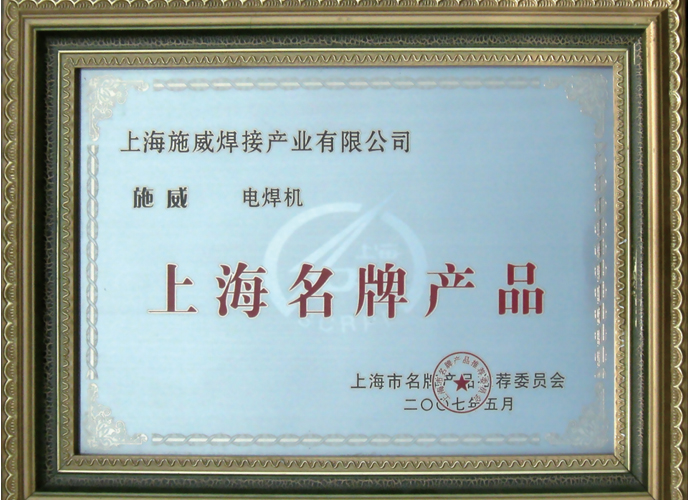 上海施威焊接产业有限公司
施威 电焊机
上海名牌产品
上海市名牌产品推荐委员会
二〇〇七年五月